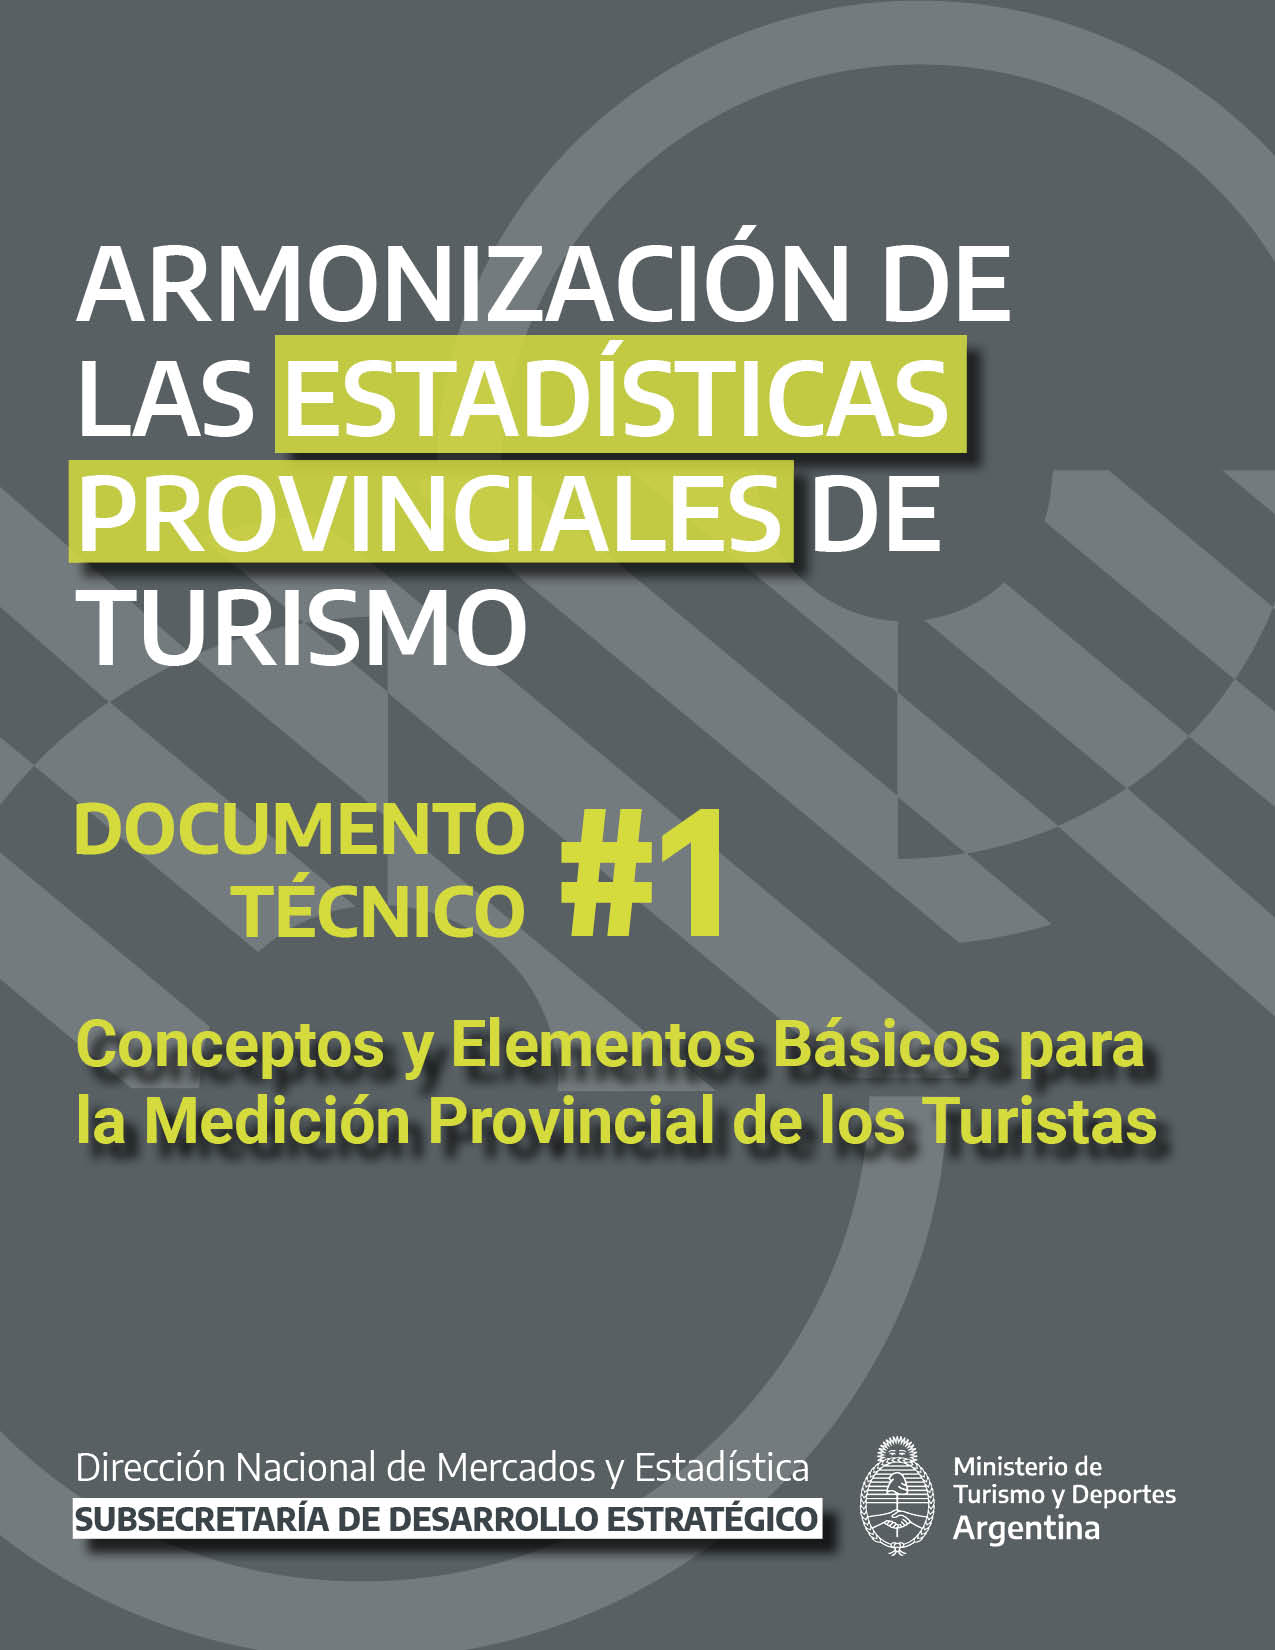 ARMONIZACIÓN DE
LAS ESTADÍSTICAS
PROVINCIALES DE
TURISMO
DOCUMENTO
TÉCNICO #1
Conceptos y Elementos Básicos para
la Medición Provincial de los Turistas
Dirección Nacional de Mercados y Estadística
SUBSECRETARÍA DE DESARROLLO ESTRATÉGICO
Ministerio de
Turismo y Deportes
Argentina